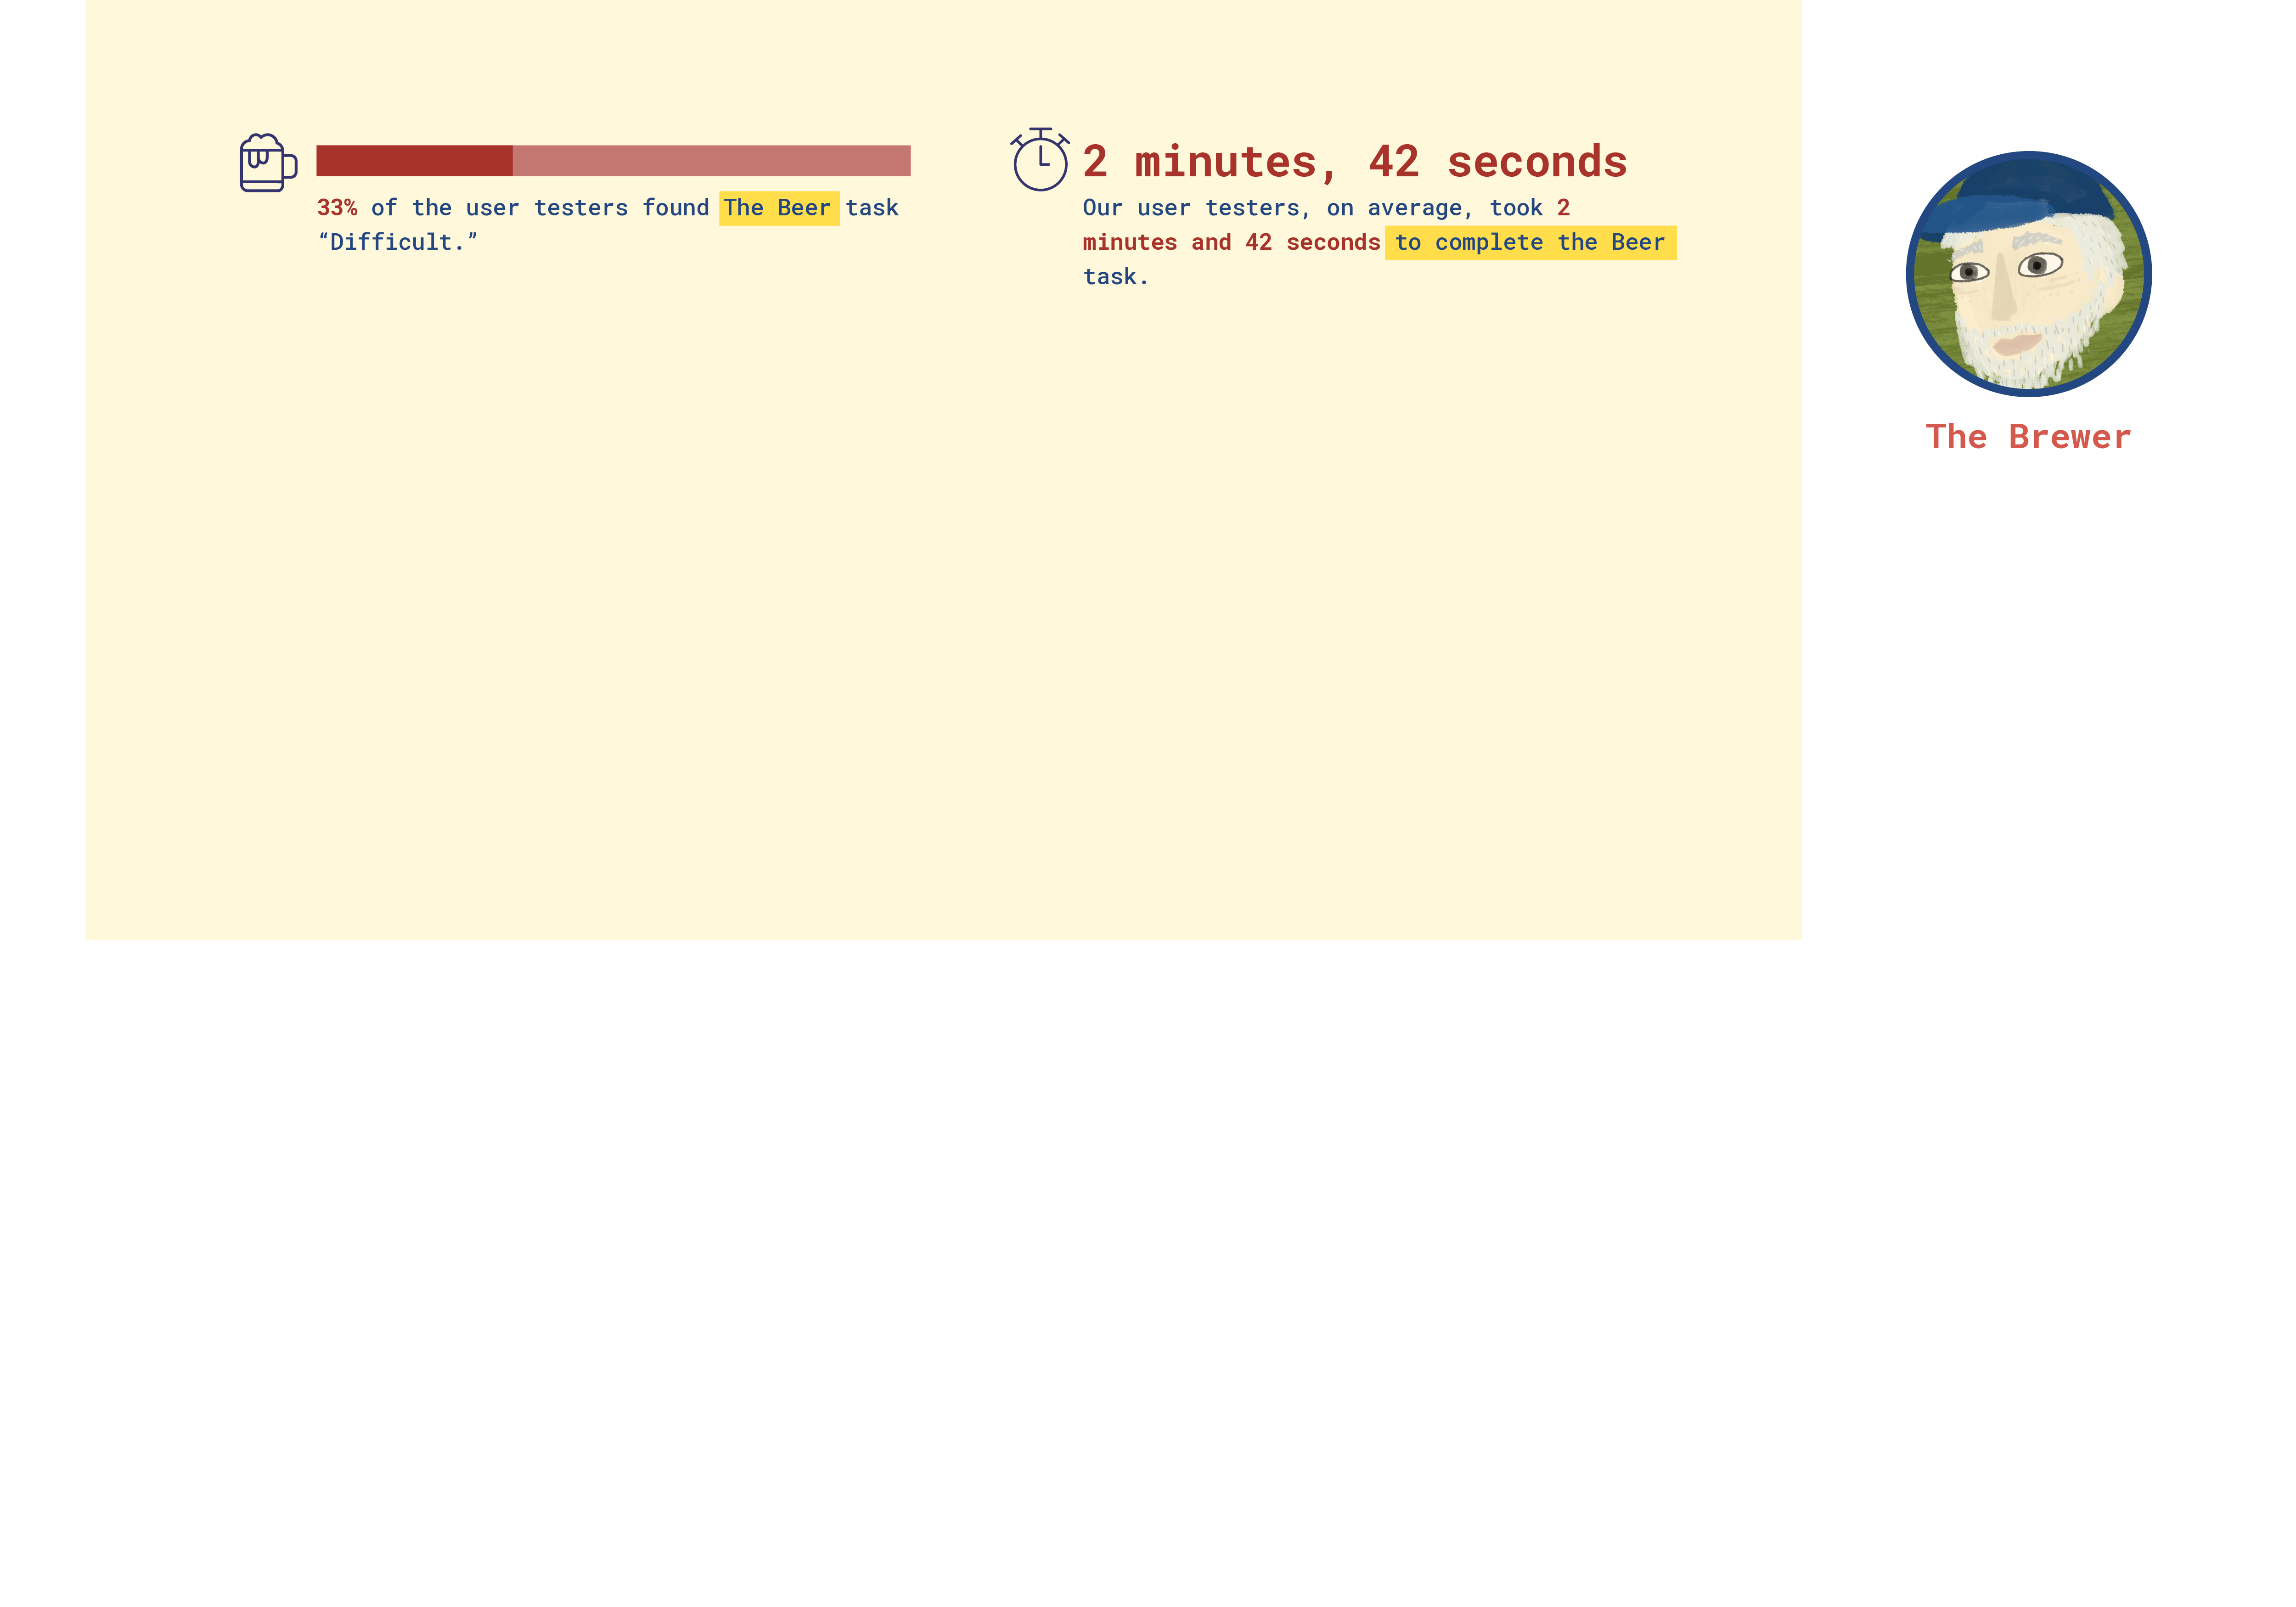 33% of the user testers found The Beer task
“Difficult.”
2 minutes, 42 seconds
Our user testers, on average, took 2
minutes and 42 seconds to complete the Beer
task.
The Brewer